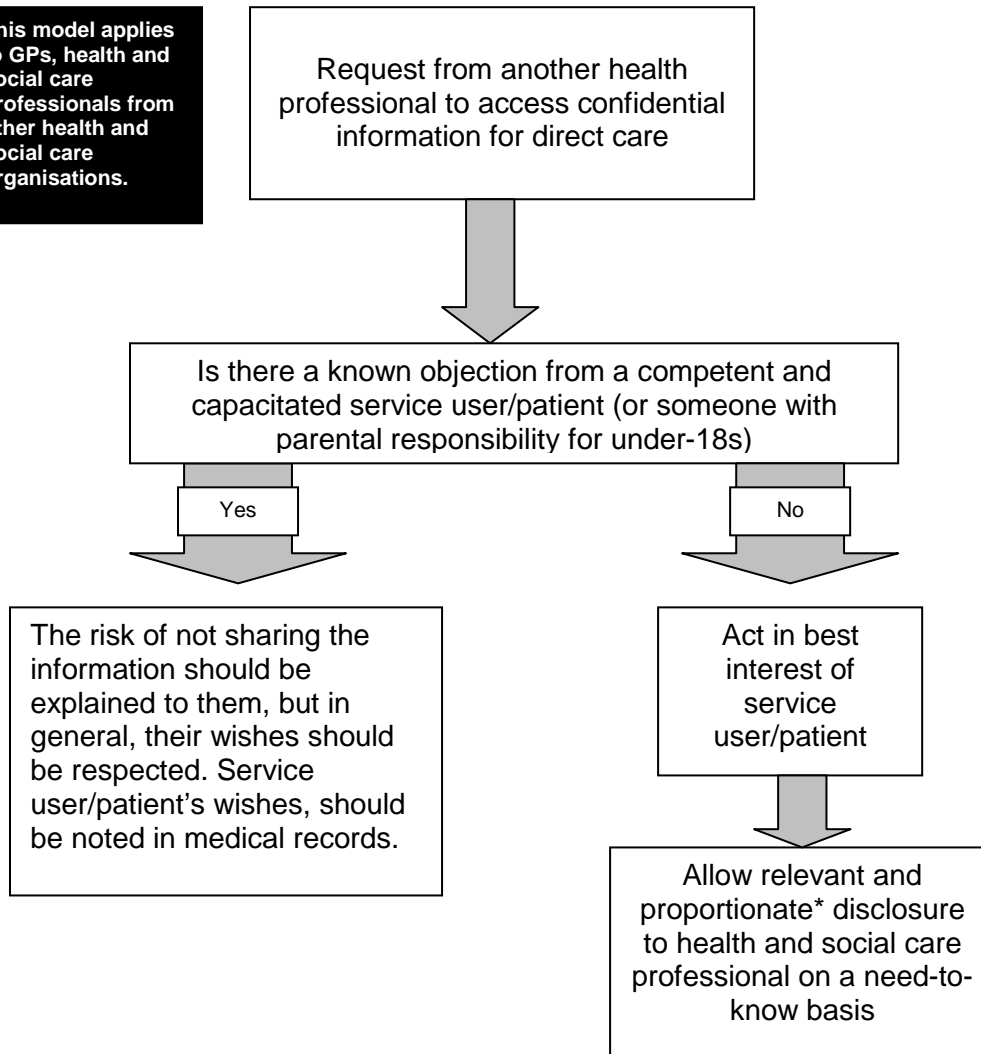 his model applies
o GPs, health and
ocial care
rofessionals from
ther health and
ocial care
rganisations.
Request from another health
professional to access confidential
information for direct care
Is there a known objection from a competent and
capacitated service user/patient (or someone with
parental responsibility for under-18s)
Yes
No
The risk of not sharing the
information should be
explained to them, but in
general, their wishes should
be respected. Service
user/patient's wishes, should
be noted in medical records.
Act in best
interest of
service
user/patient
Allow relevant and
proportionate* disclosure
to health and social care
professional on a need-to-
know basis